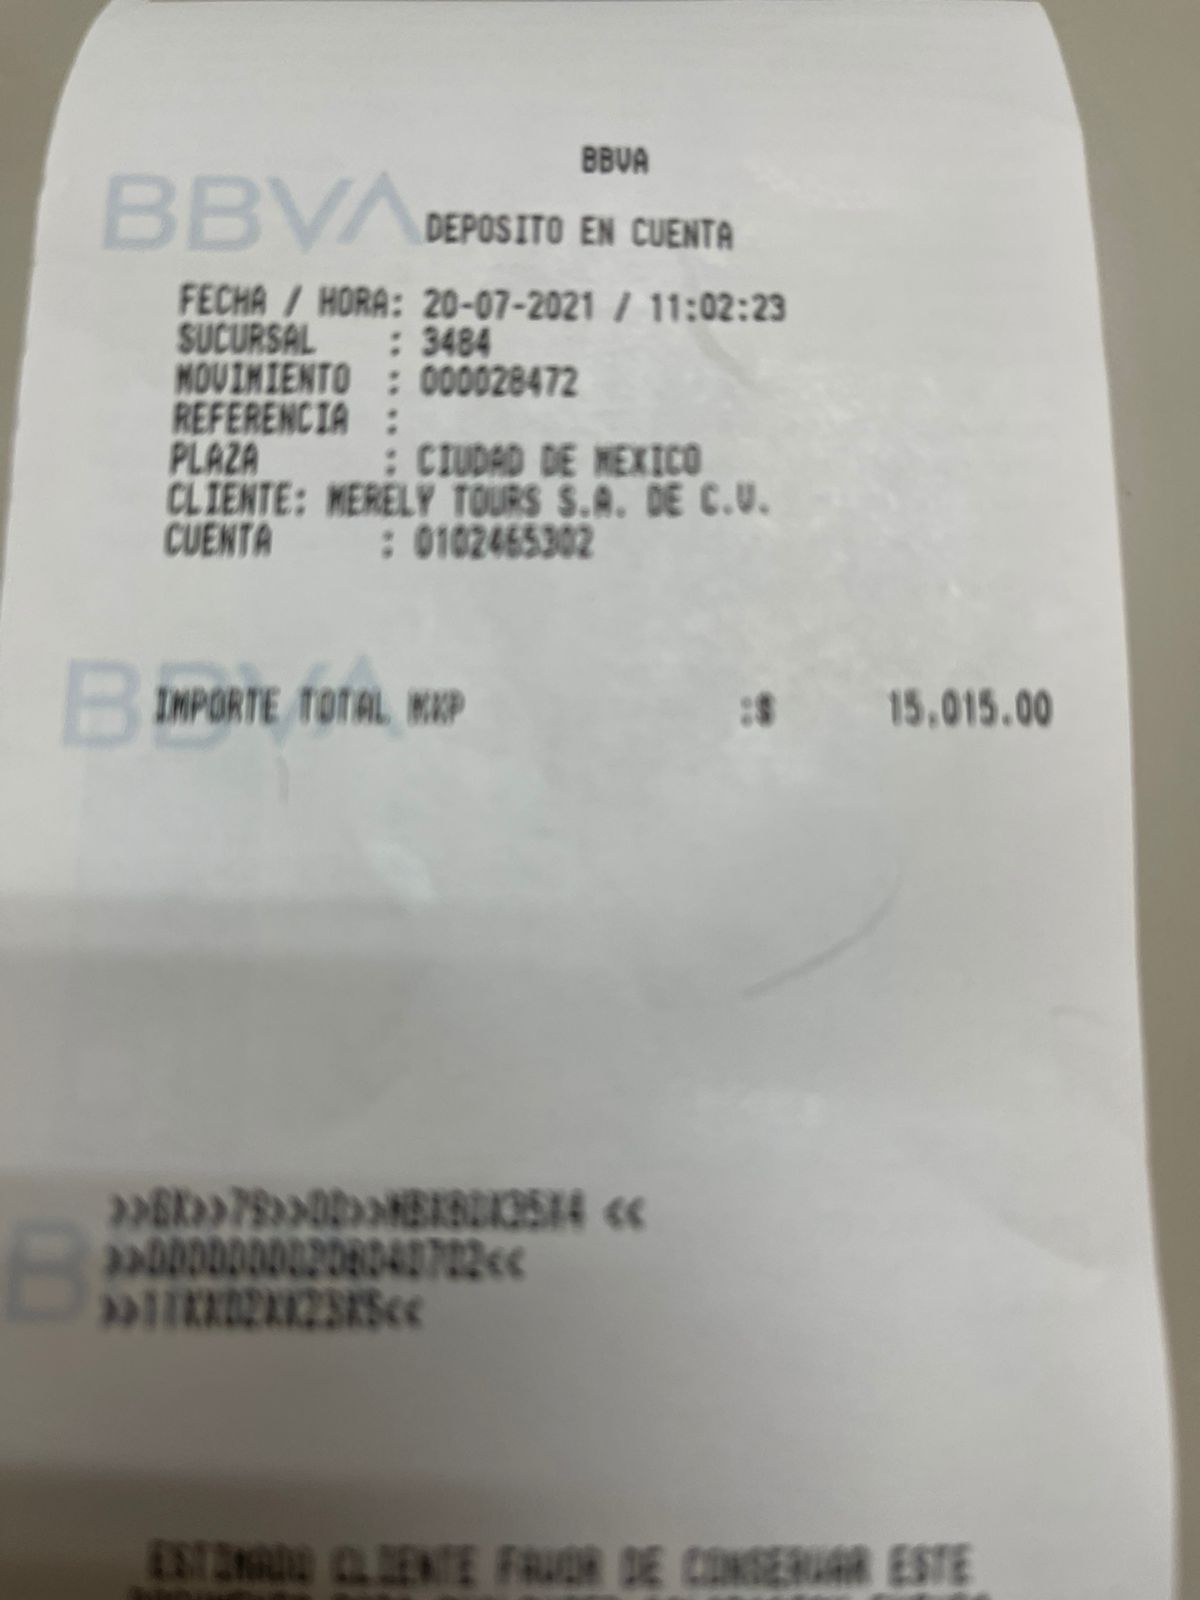 BBVA
BBVA
DEPOSITO EN CUENTA
FECHA / HORA: 20-07-2021 / 11:02:23
SUCURSAL : 3484
MOVIMIENTO : 000028472
REFERENCIA :
PLAZA : CIUDAD DE MEXICO
CLIENTE: MERELY TOURS S.A. DE C.V.
CUENTA : 0102465302
BBVA
IMPORTE TOTAL MXP :$ 15,015.00
B
ESTIMADO CLIENTE FAVOR DE CONSERVAR ESTE